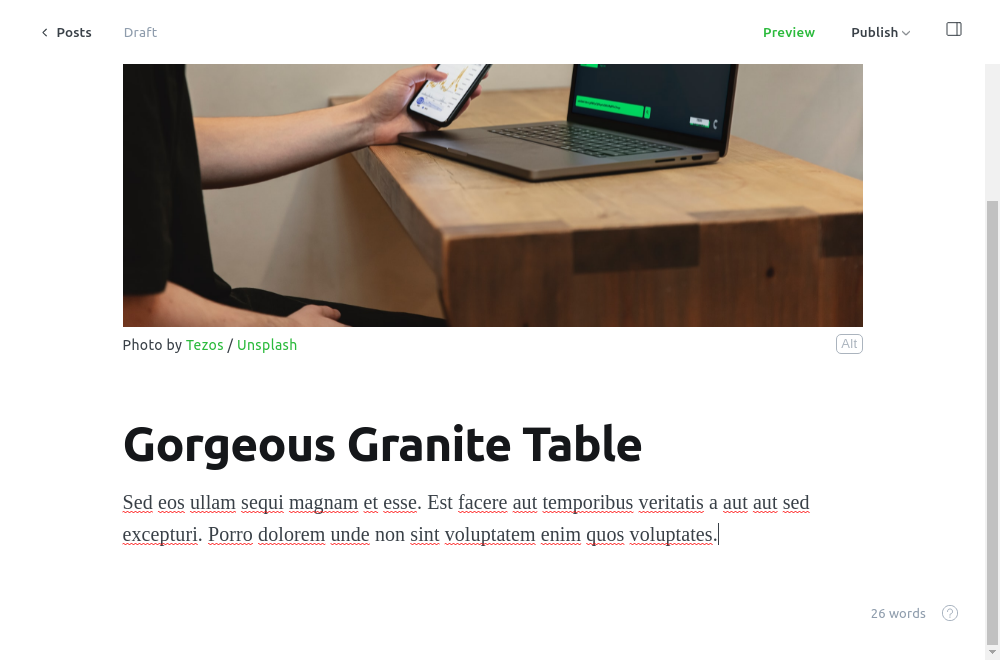 Posts
Draft
Preview
Publish
Photo by Tezos / Unsplash
Alt
Gorgeous Granite Table
Sed eos ullam sequi magnam et esse. Est facere aut temporibus veritatis a aut aut sed
excepturi. Porro dolorem unde non sint voluptatem enim quos voluptates.
26 words
?